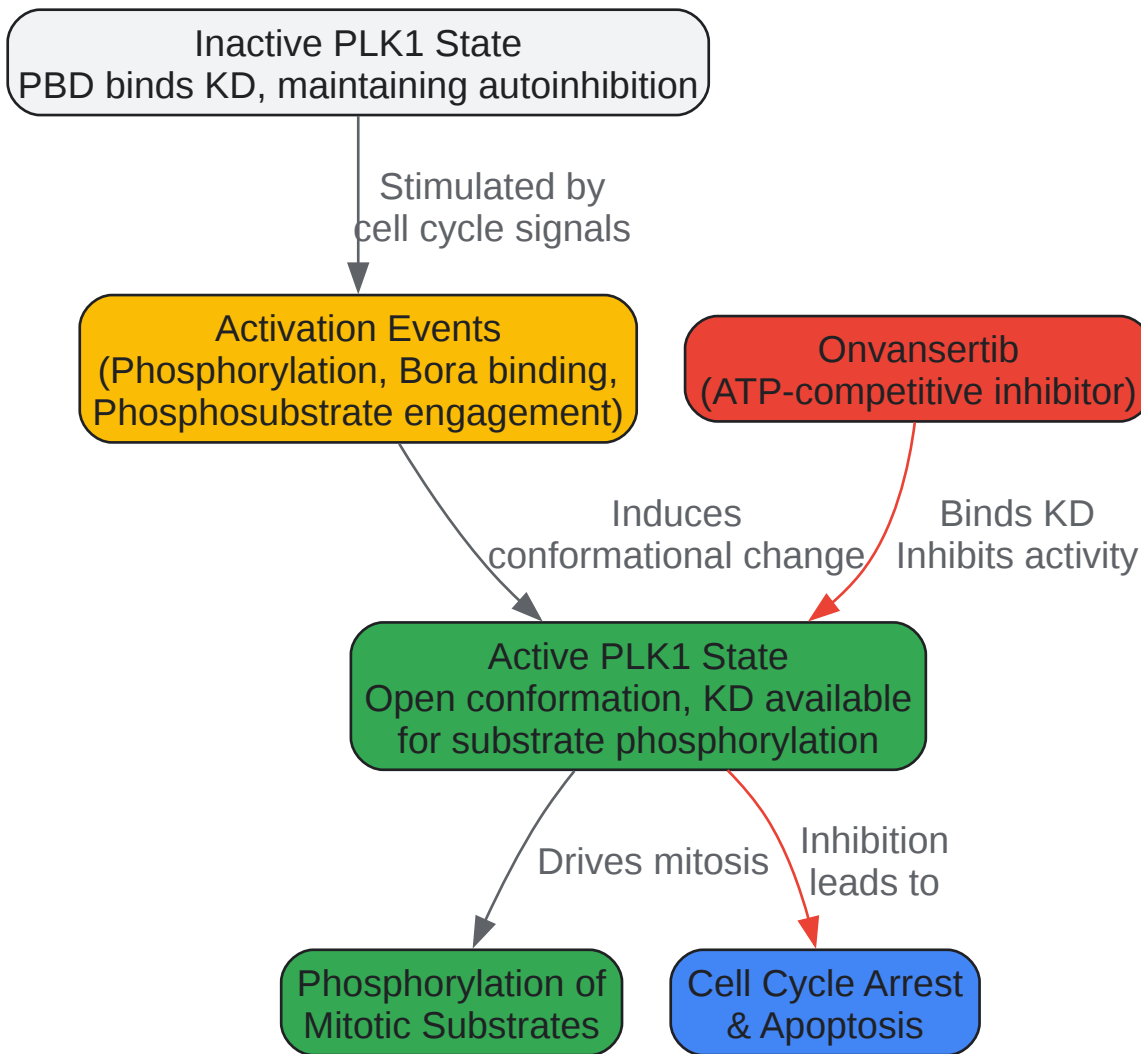 Inactive PLK1 State
PBD binds KD, maintaining autoinhibition
Stimulated by
cell cycle signals
Activation Events
(Phosphorylation, Bora binding,
Phosphosubstrate engagement)
Onvansertib
(ATP-competitive inhibitor)
Induces
conformational change
Binds KD
Inhibits activity
Active PLK1 State
Open conformation, KD available
for substrate phosphorylation
Drives mitosis
Inhibition
leads to
Phosphorylation of
Mitotic Substrates
Cell Cycle Arrest
& Apoptosis